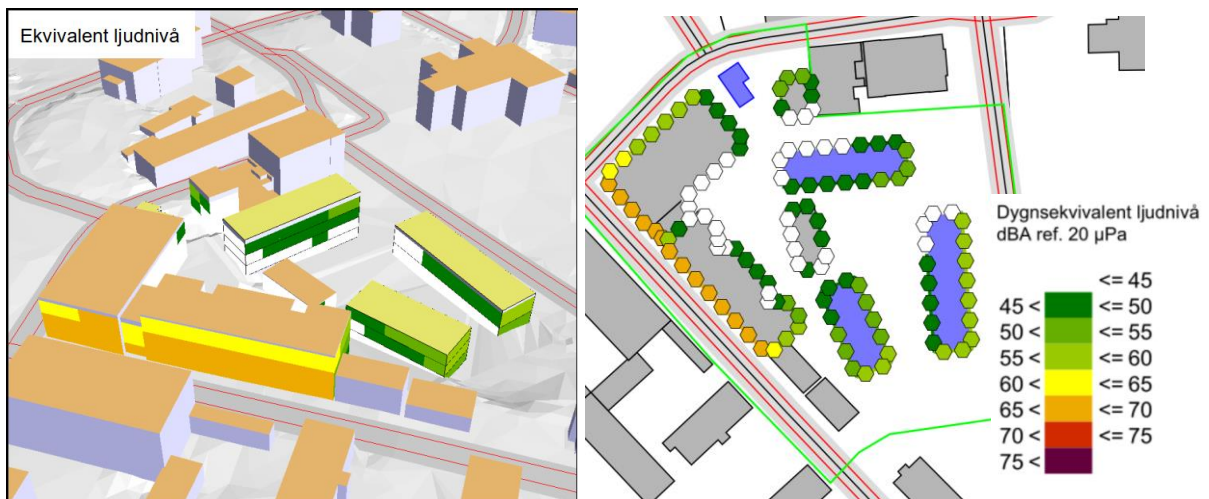 Ekvivalent ljudnivå
Dygnsekvivalent ljudnivå
dBA ref. 20 µPa
<= 45
45 < <= 50
50 < <= 55
55 < <= 60
60 < <= 65
65 < <= 70
70 < <= 75
75 <